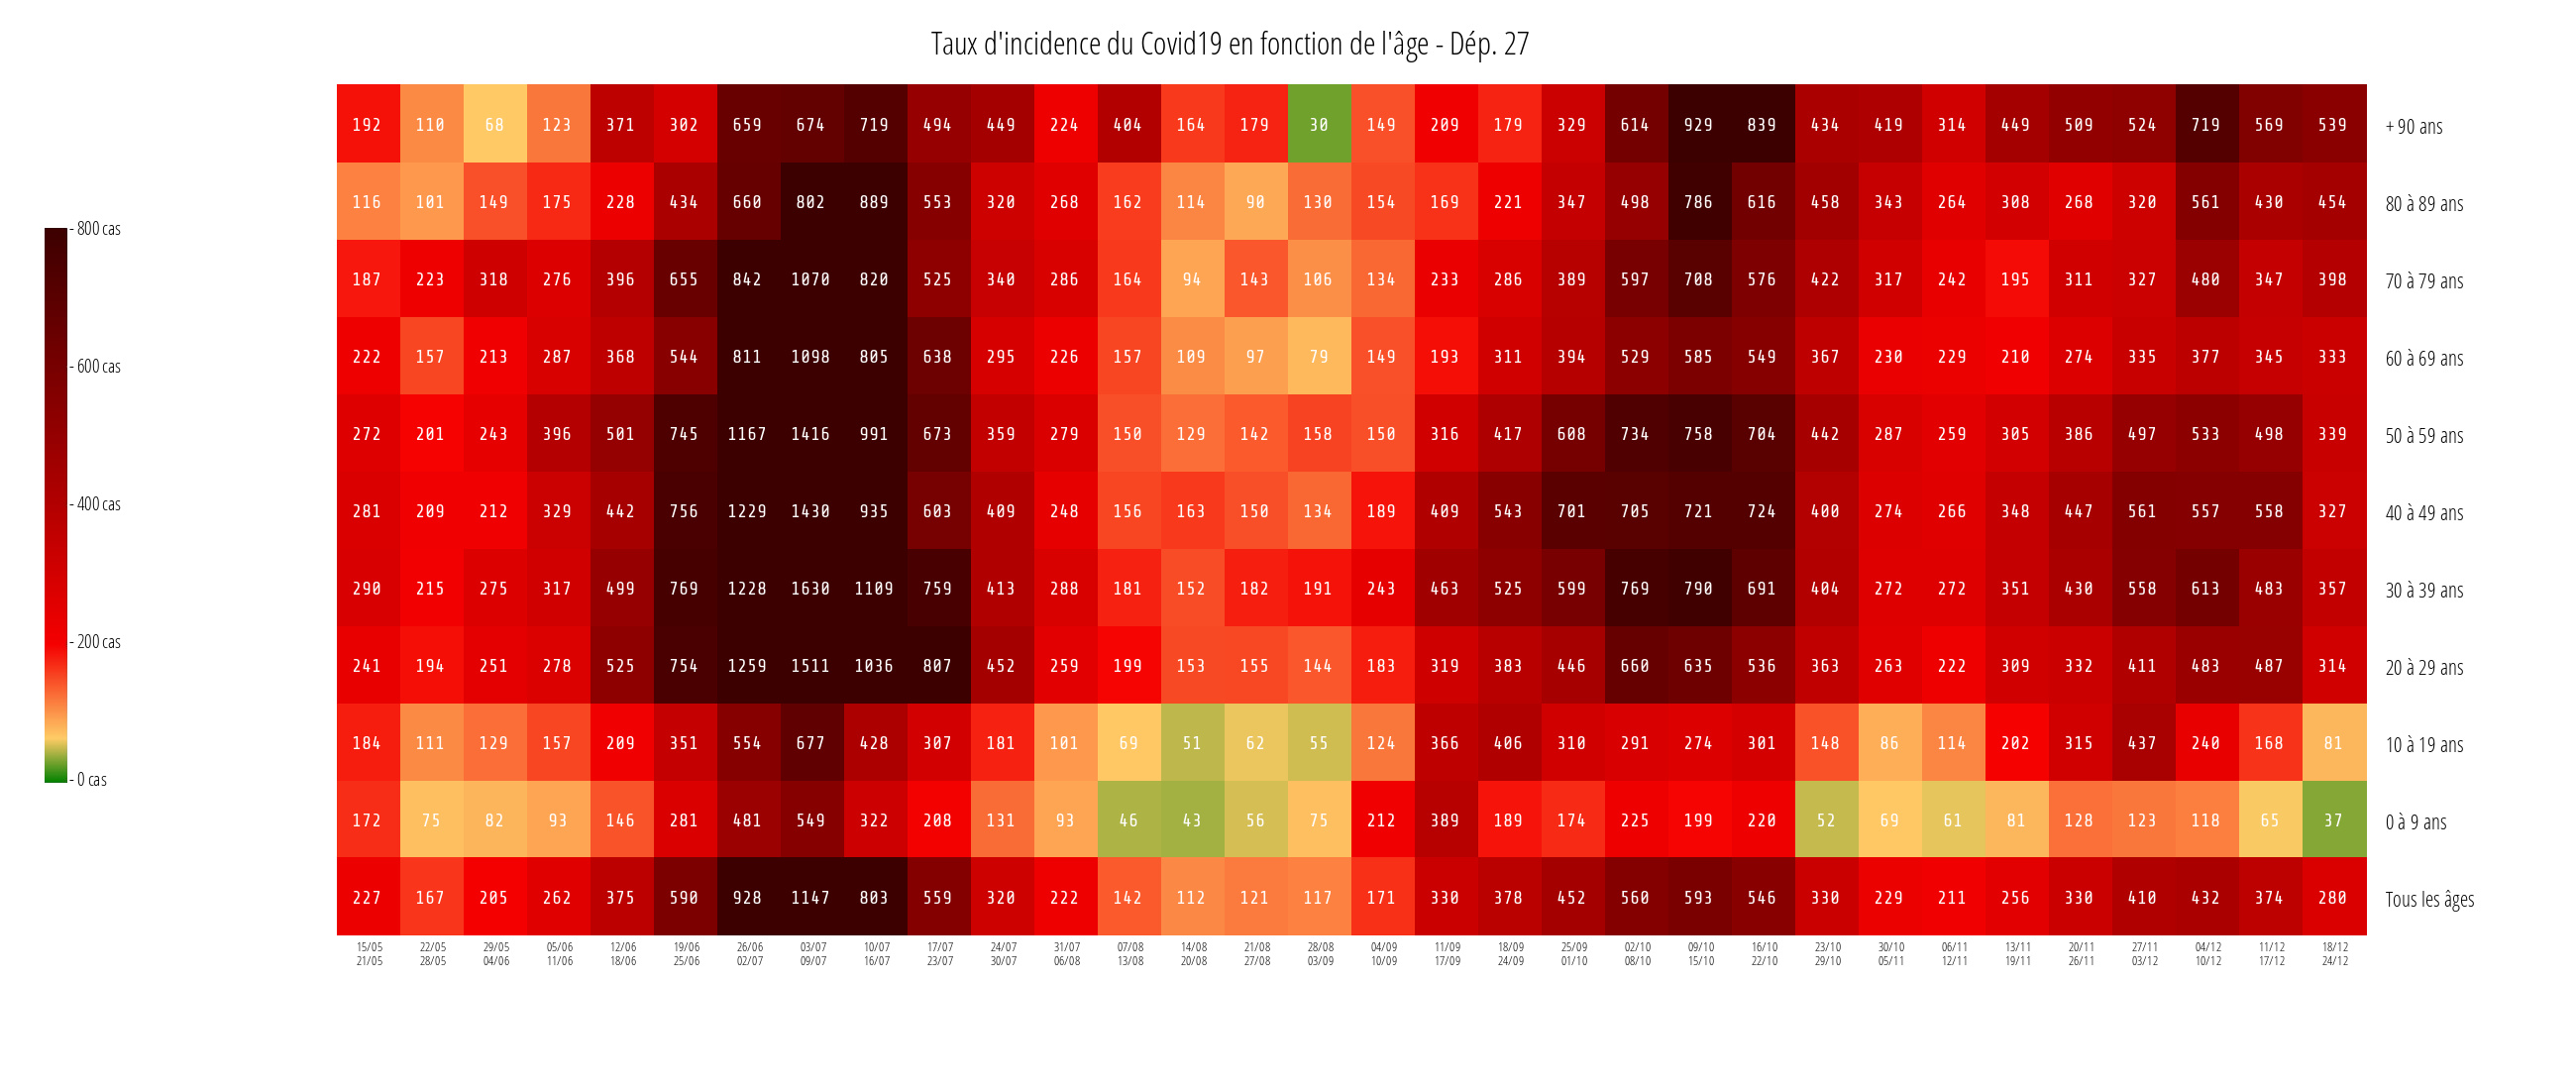 Taux d'incidence du Covid19 en fonction de l'âge - Dép. 27
- 800 cas
- 600 cas
- 400 cas
- 200 cas
- 0 cas
192 110 68 123 371 302 659 674 719 494 449 224 404 164 179 30 149 209 179 329 614 929 839 434 419 314 449 509 524 719 569 539 + 90 ans
116 101 149 175 228 434 660 802 889 553 320 268 162 114 90 130 154 169 221 347 498 786 616 458 343 264 308 268 320 561 430 454 80 à 89 ans
187 223 318 276 396 655 842 1070 820 525 340 286 164 94 143 106 134 233 286 389 597 708 576 422 317 242 195 311 327 480 347 398 70 à 79 ans
222 157 213 287 368 544 811 1098 805 638 295 226 157 109 97 79 149 193 311 394 529 585 549 367 230 229 210 274 335 377 345 333 60 à 69 ans
272 201 243 396 501 745 1167 1416 991 673 359 279 150 129 142 158 150 316 417 608 734 758 704 442 287 259 305 386 497 533 498 339 50 à 59 ans
281 209 212 329 442 756 1229 1430 935 603 409 248 156 163 150 134 189 409 543 701 705 721 724 400 274 266 348 447 561 557 558 327 40 à 49 ans
290 215 275 317 499 769 1228 1630 1109 759 413 288 181 152 182 191 243 463 525 599 769 790 691 404 272 272 351 430 558 613 483 357 30 à 39 ans
241 194 251 278 525 754 1259 1511 1036 807 452 259 199 153 155 144 183 319 383 446 660 635 536 363 263 222 309 332 411 483 487 314 20 à 29 ans
184 111 129 157 209 351 554 677 428 307 181 101 69 51 62 55 124 366 406 310 291 274 301 148 86 114 202 315 437 240 168 81 10 à 19 ans
172 75 82 93 146 281 481 549 322 208 131 93 46 43 56 75 212 389 189 174 225 199 220 52 69 61 81 128 123 118 65 37 0 à 9 ans
227 167 205 262 375 590 928 1147 803 559 320 222 142 112 121 117 171 330 378 452 560 593 546 330 229 211 256 330 410 432 374 280 Tous les âges
15/05 22/05 29/05 05/06 12/06 19/06 26/06 03/07 10/07 17/07 24/07 31/07 07/08 14/08 21/08 28/08 04/09 11/09 18/09 25/09 02/10 09/10 16/10 23/10 30/10 06/11 13/11 20/11 27/11 04/12 11/12 18/12
21/05 28/05 04/06 11/06 18/06 25/06 02/07 09/07 16/07 23/07 30/07 06/08 13/08 20/08 27/08 03/09 10/09 17/09 24/09 01/10 08/10 15/10 22/10 29/10 05/11 12/11 19/11 26/11 03/12 10/12 17/12 24/12